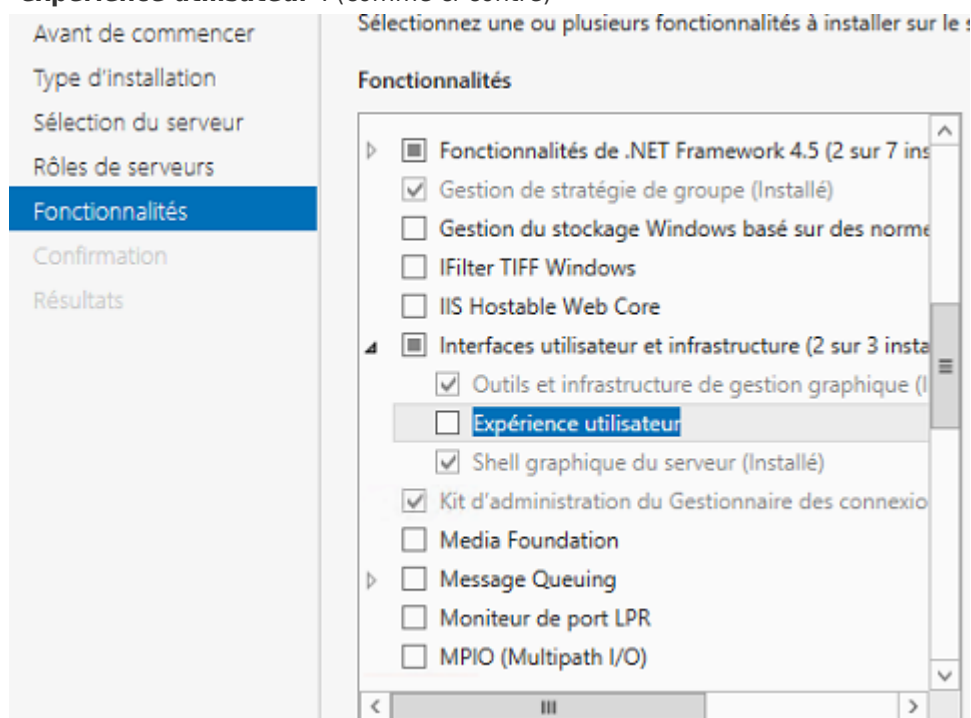 Avant de commencer
Type d'installation
Sélection du serveur
Rôles de serveurs
Fonctionnalités
Confirmation
Résultats
Sélectionnez une ou plusieurs fonctionnalités à installer sur le
Fonctionnalités
Fonctionnalités de .NET Framework 4.5 (2 sur 7 ins
Gestion de stratégie de groupe (Installé)
Gestion du stockage Windows basé sur des norme
IFilter TIFF Windows
IIS Hostable Web Core
Interfaces utilisateur et infrastructure (2 sur 3 insta
Outils et infrastructure de gestion graphique (I
Expérience utilisateur
Shell graphique du serveur (Installé)
Kit d'administration du Gestionnaire des connexio
Media Foundation
Message Queuing
Moniteur de port LPR
MPIO (Multipath I/O)